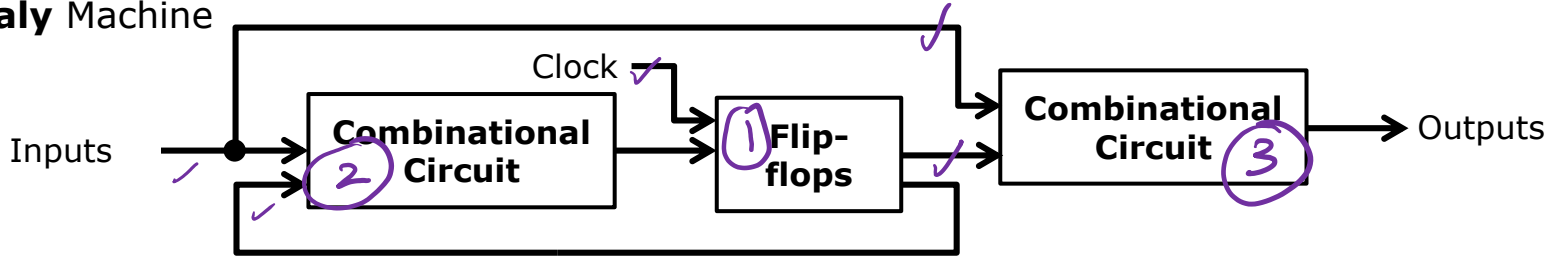 aly Machine
Clock
Inputs
Combinational
Circuit
2
1
Flip-
flops
Combinational
Circuit
3
Outputs